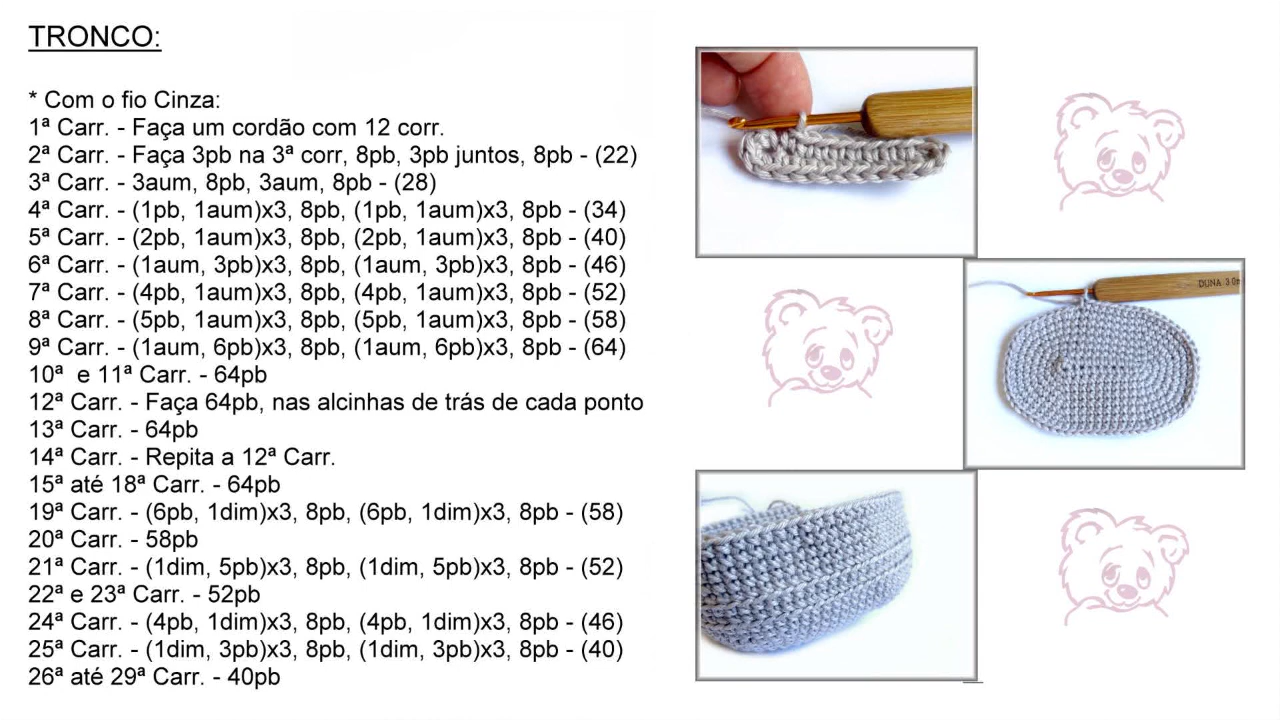 TRONCO:
* Com o fio Cinza:
1ª Carr. - Faça um cordão com 12 corr.
2ª Carr. - Faça 3pb na 3ª corr, 8pb, 3pb juntos, 8pb - (22)
3ª Carr. - 3aum, 8pb, 3aum, 8pb - (28)
4ª Carr. - (1pb, 1aum)x3, 8pb, (1pb, 1aum)x3, 8pb - (34)
5ª Carr. - (2pb, 1aum)x3, 8pb, (2pb, 1aum)x3, 8pb - (40)
6ª Carr. - (1aum, 3pb)x3, 8pb, (1aum, 3pb)x3, 8pb - (46)
7ª Carr. - (4pb, 1aum)x3, 8pb, (4pb, 1aum)x3, 8pb - (52)
8ª Carr. - (5pb, 1aum)x3, 8pb, (5pb, 1aum)x3, 8pb - (58)
9ª Carr. - (1aum, 6pb)x3, 8pb, (1aum, 6pb)x3, 8pb - (64)
10ª e 11ª Carr. - 64pb
12ª Carr. - Faça 64pb, nas alcinhas de trás de cada ponto
13ª Carr. - 64pb
14ª Carr. - Repita a 12ª Carr.
15ª até 18ª Carr. - 64pb
19ª Carr. - (6pb, 1dim)x3, 8pb, (6pb, 1dim)x3, 8pb - (58)
20ª Carr. - 58pb
21ª Carr. - (1dim, 5pb)x3, 8pb, (1dim, 5pb)x3, 8pb - (52)
22ª e 23ª Carr. - 52pb
24ª Carr. - (4pb, 1dim)x3, 8pb, (4pb, 1dim)x3, 8pb - (46)
25ª Carr. - (1dim, 3pb)x3, 8pb, (1dim, 3pb)x3, 8pb - (40)
26ª até 29ª Carr. - 40pb
DUNA 3.0